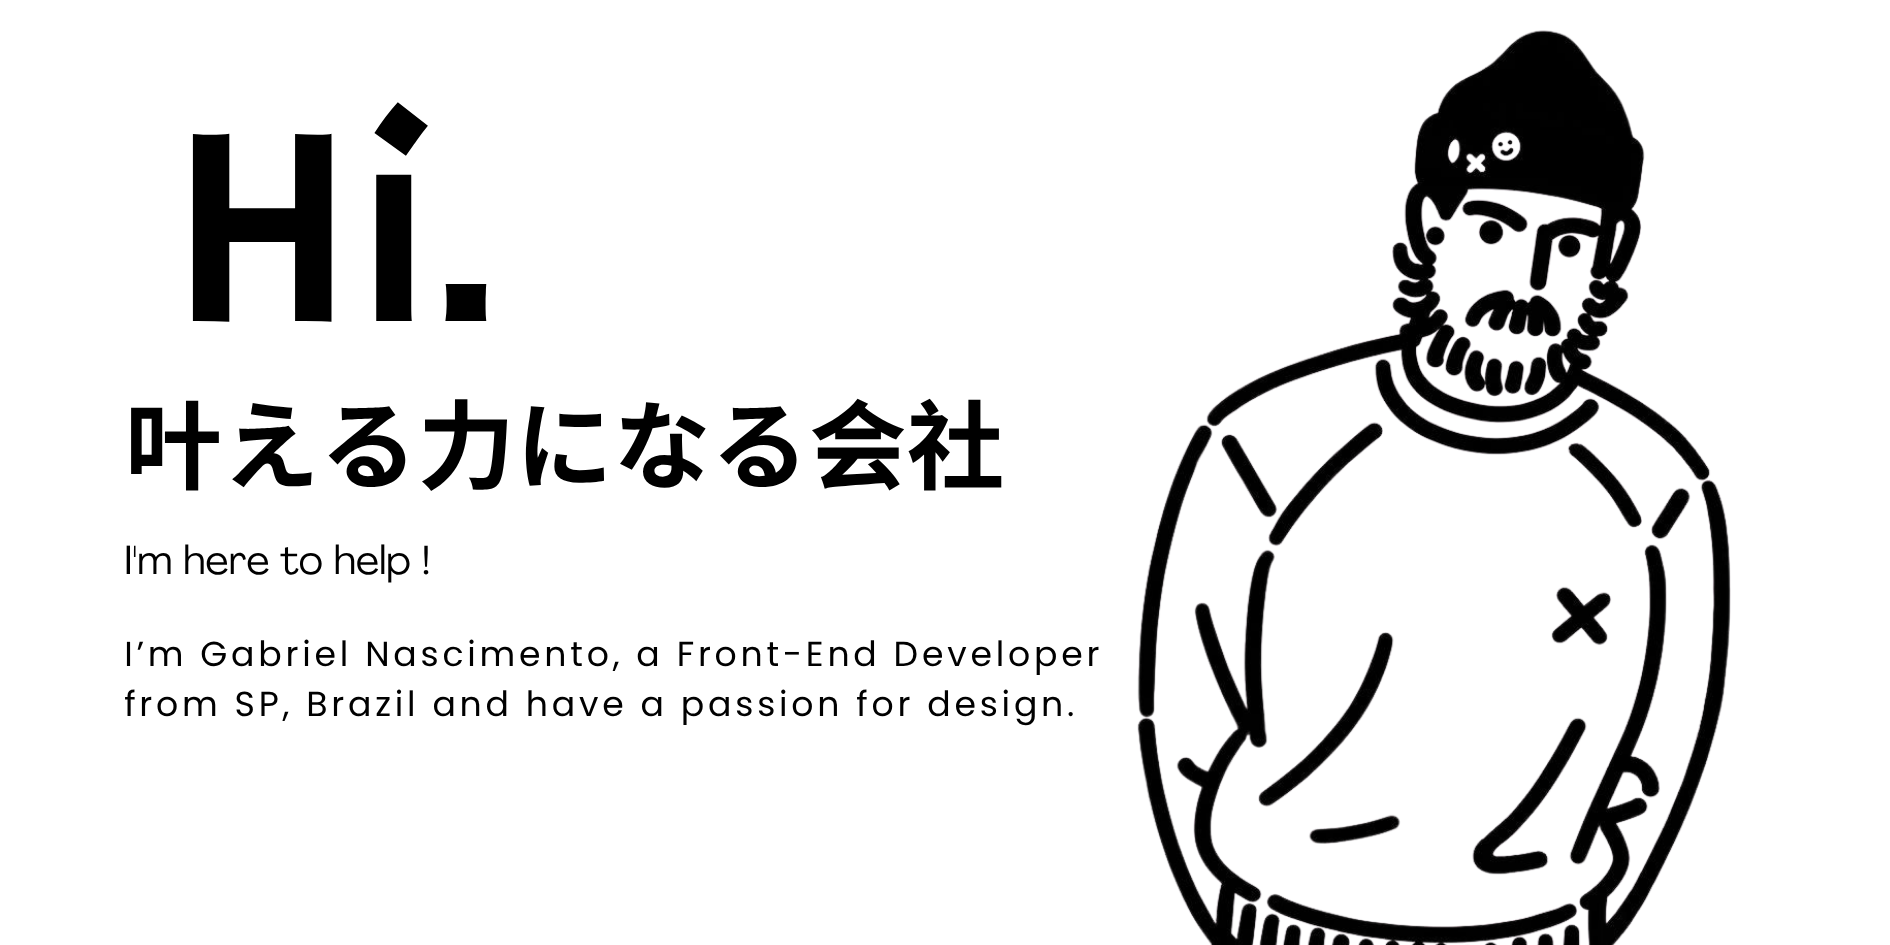 Hi.
叶える力になる会社
I'm here to help !
I’m Gabriel Nascimento, a Front-End Developer
from SP, Brazil and have a passion for design.